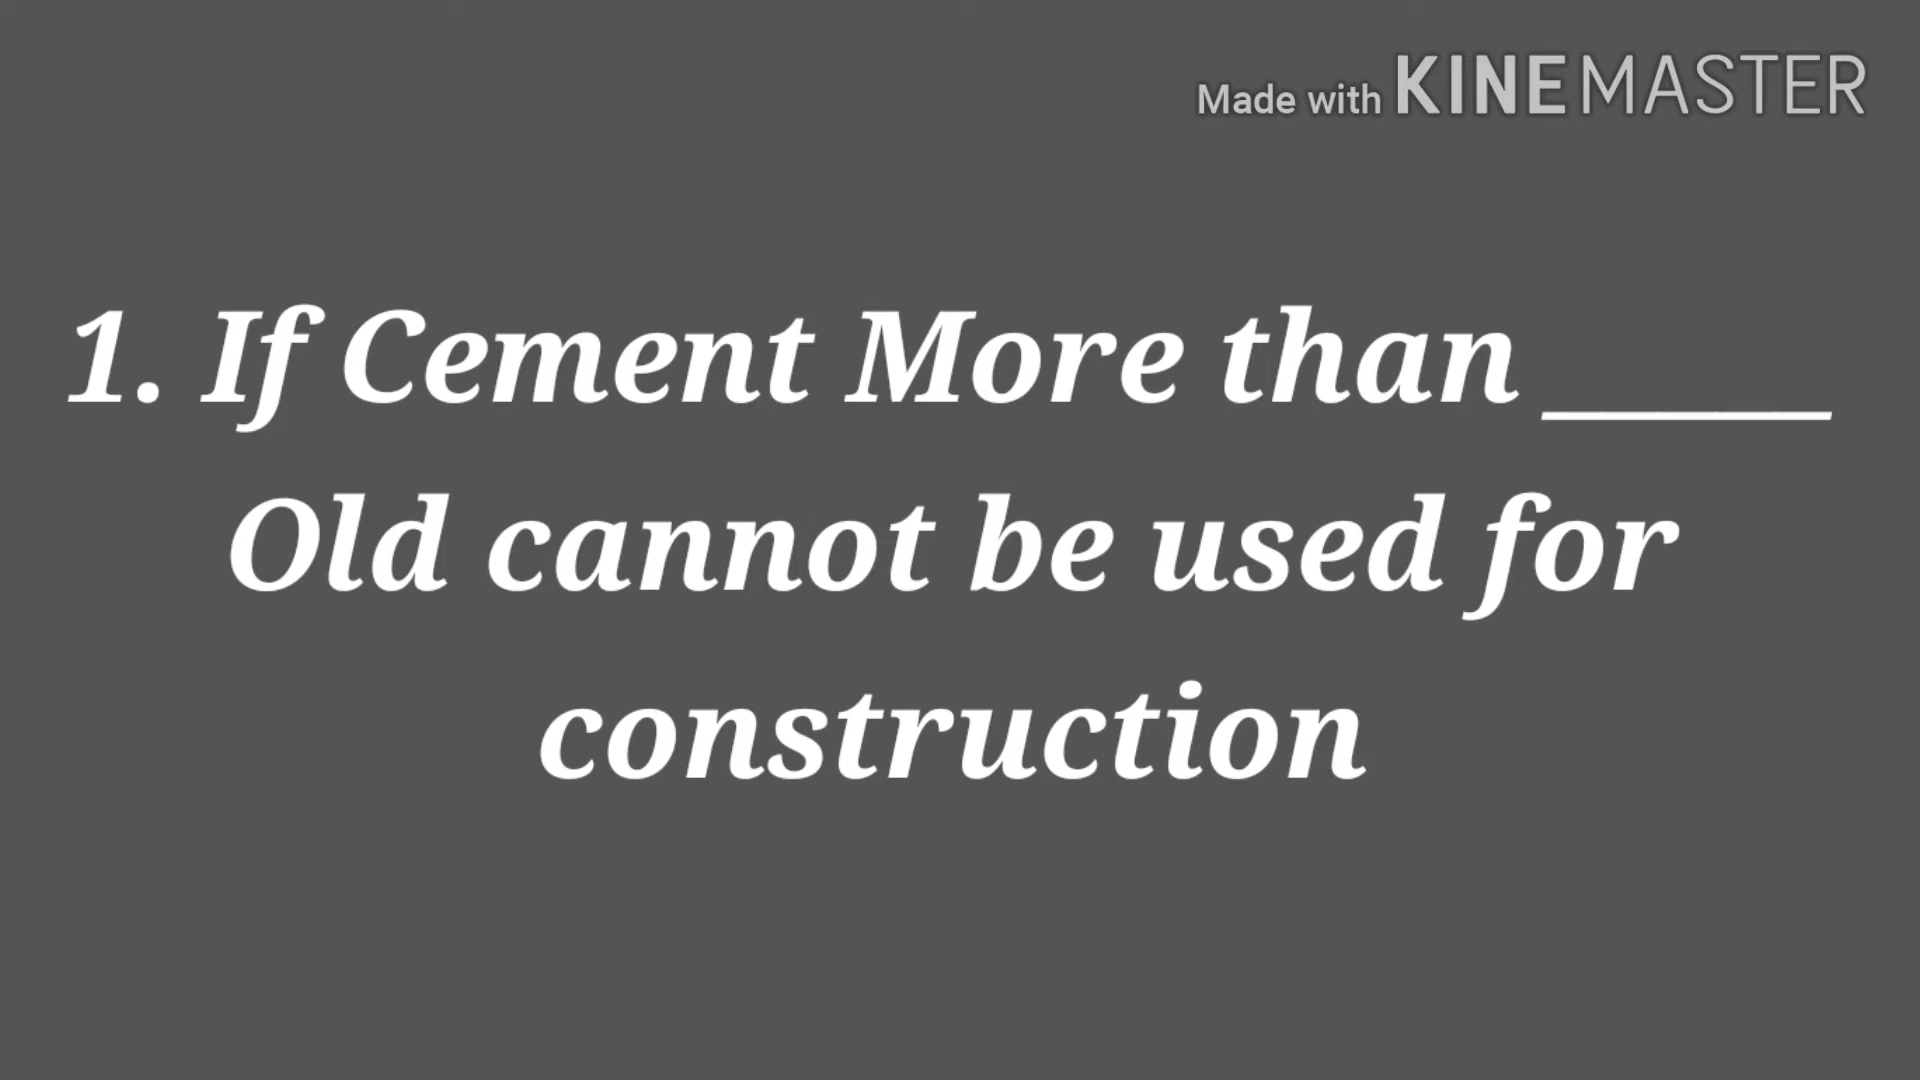 Made with KINEMASTER
1. If Cement More than _____
Old cannot be used for
construction